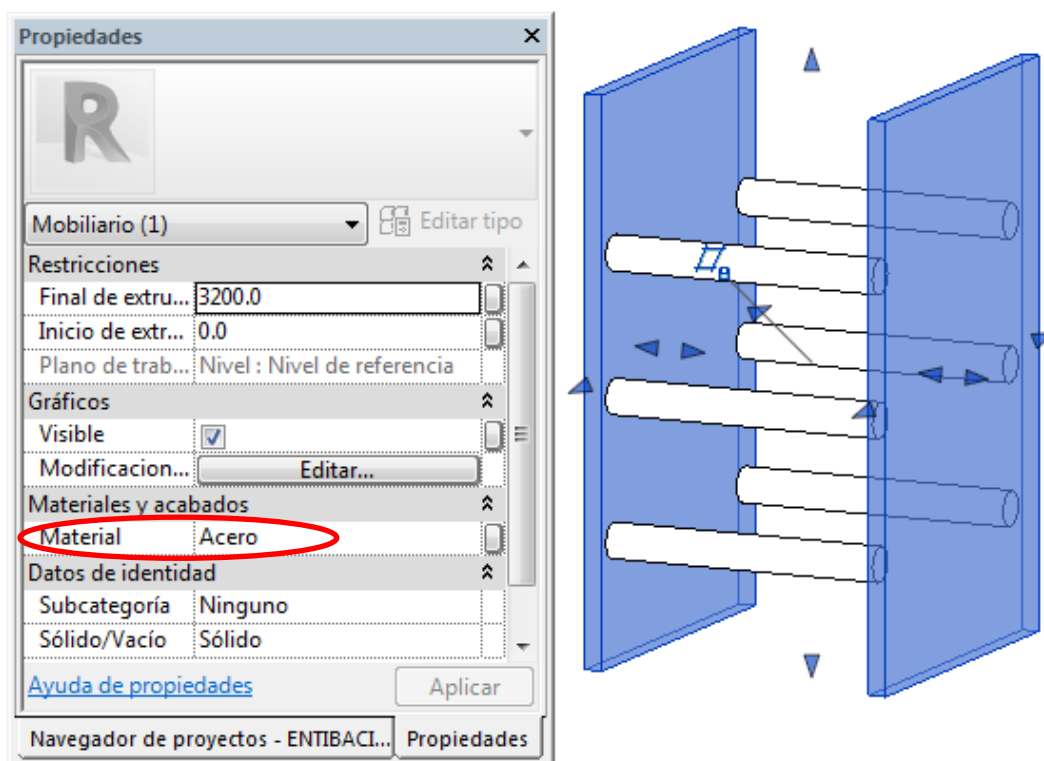 Propiedades
R
Mobiliario (1) Editar tipo
Restricciones
Final de extru... 3200.0
Inicio de extr... 0.0
Plano de trab... Nivel : Nivel de referencia
Gráficos
Visible
Modificacion... Editar...
Materiales y acabados
Material Acero
Datos de identidad
Subcategoría Ninguno
Sólido/Vacío Sólido
Ayuda de propiedades Aplicar
Navegador de proyectos - ENTIBACI... Propiedades